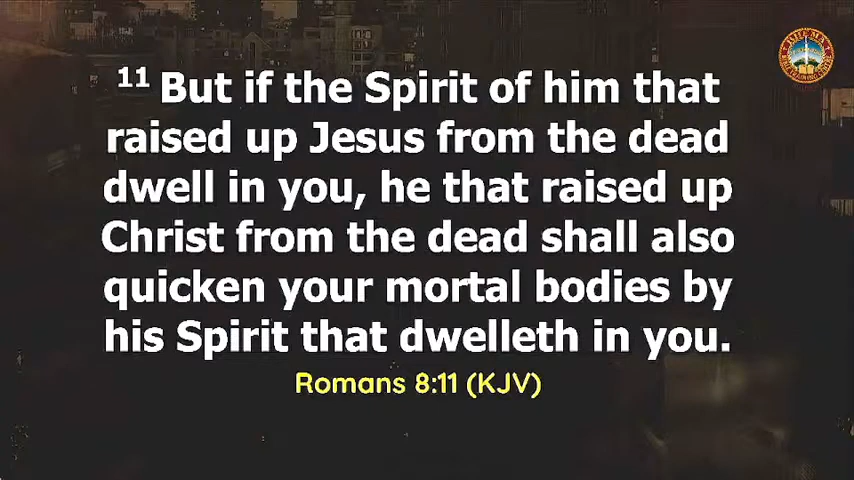 11 But if the Spirit of him that
raised up Jesus from the dead
dwell in you, he that raised up
Christ from the dead shall also
quicken your mortal bodies by
his Spirit that dwelleth in you.
Romans 8:11 (KJV)